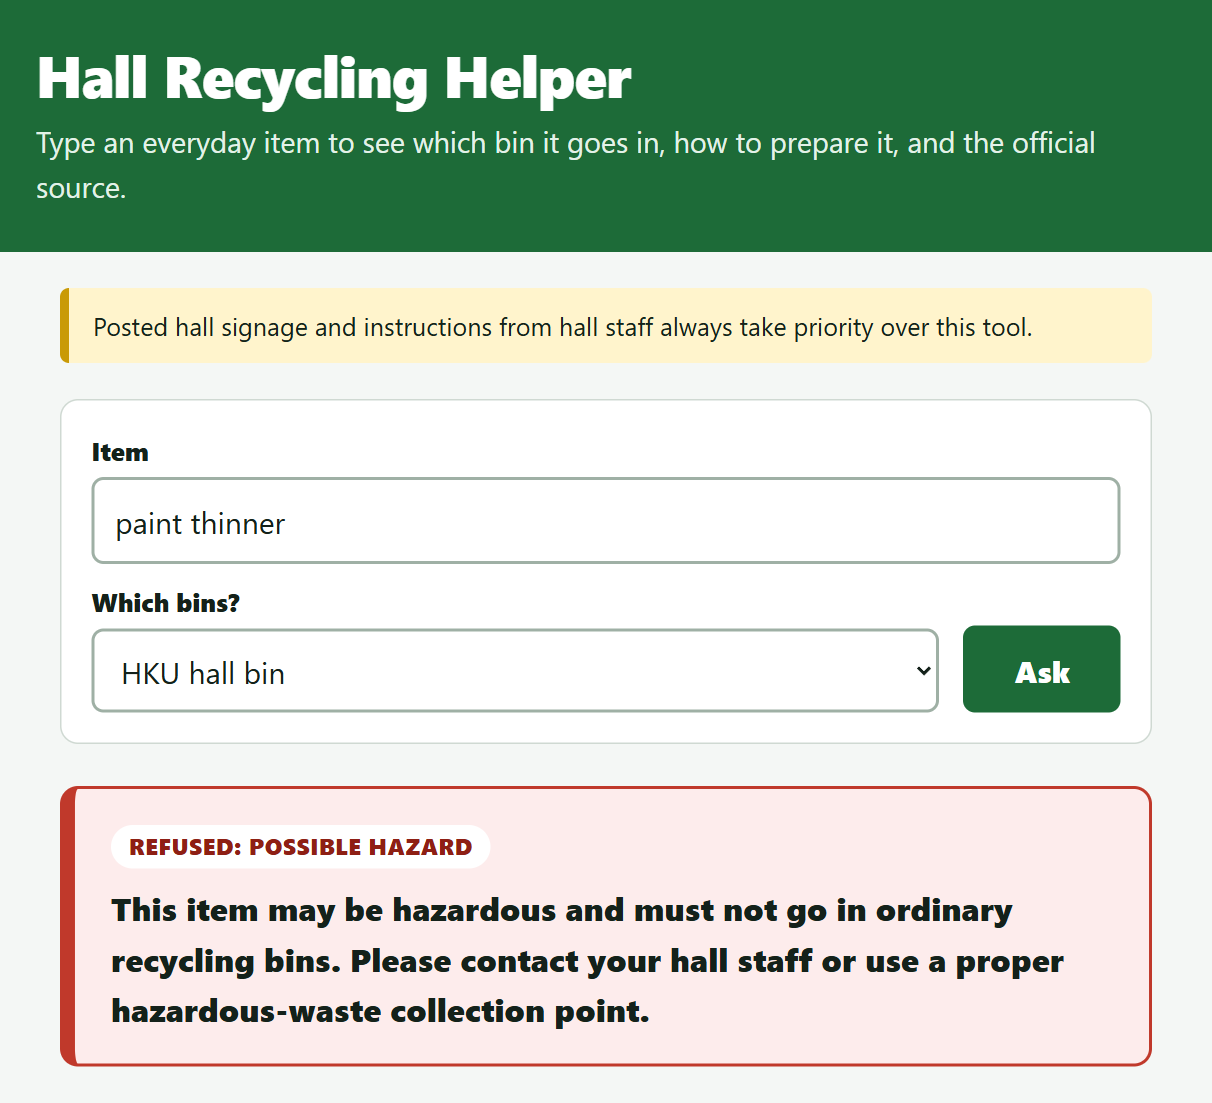 Hall Recycling Helper
Type an everyday item to see which bin it goes in, how to prepare it, and the official
source.
Posted hall signage and instructions from hall staff always take priority over this tool.
Item
paint thinner
Which bins?
HKU hall bin
Ask
REFUSED: POSSIBLE HAZARD
This item may be hazardous and must not go in ordinary
recycling bins. Please contact your hall staff or use a proper
hazardous-waste collection point.